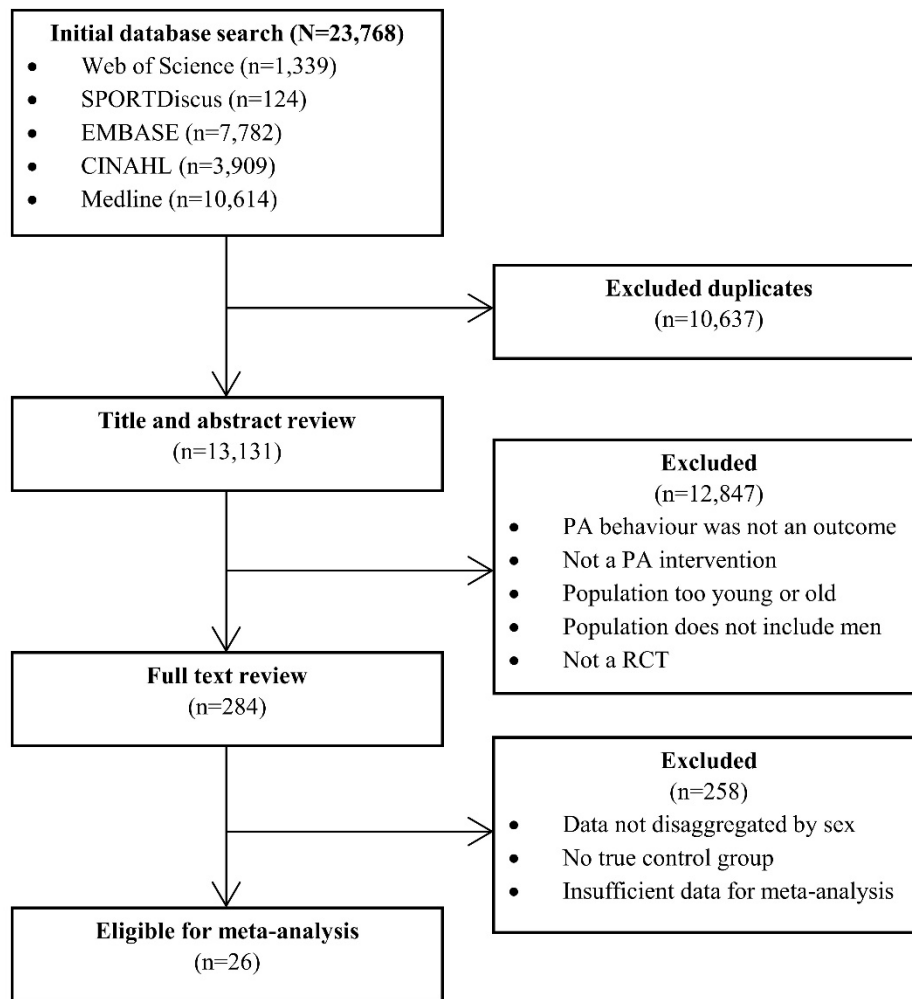 Initial database search (N=23,768)
• Web of Science (n=1,339)
• SPORTDiscus (n=124)
• EMBASE (n=7,782)
• CINAHL (n=3,909)
• Medline (n=10,614)
Excluded duplicates
(n=10,637)
Title and abstract review
(n=13,131)
Excluded
(n=12,847)
• PA behaviour was not an outcome
• Not a PA intervention
• Population too young or old
• Population does not include men
• Not a RCT
Full text review
(n=284)
Excluded
(n=258)
• Data not disaggregated by sex
• No true control group
• Insufficient data for meta-analysis
Eligible for meta-analysis
(n=26)